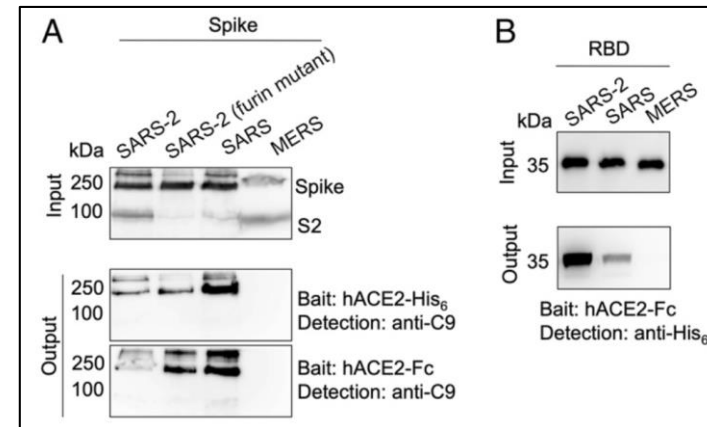 A
Spike
SARS-2
SARS-2 (furin mutant)
SARS
MERS
kDa
Input
250
100
Spike
S2
Output
250
100
Bait: hACE2-His6
Detection: anti-C9
250
100
Bait: hACE2-Fc
Detection: anti-C9
B
RBD
SARS-2
SARS
MERS
kDa
Input
35
Output
35
Bait: hACE2-Fc
Detection: anti-His6